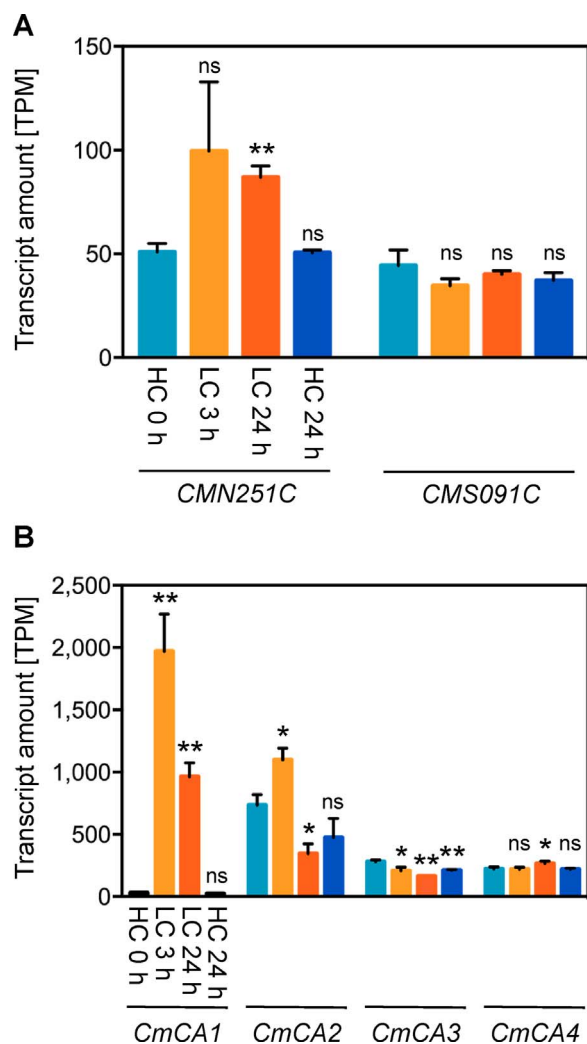 A
Transcript amount [TPM]
150
100
50
0
ns
**
ns
ns
ns
ns
HC 0 h
LC 3 h
LC 24 h
HC 24 h
CMN251C
CMS091C
B
Transcript amount [TPM]
2,500
2,000
1,500
1,000
500
0
**
**
ns
*
*
ns
*
**
**
ns
*
ns
HC 0 h
LC 3 h
LC 24 h
HC 24 h
CmCA1
CmCA2
CmCA3
CmCA4